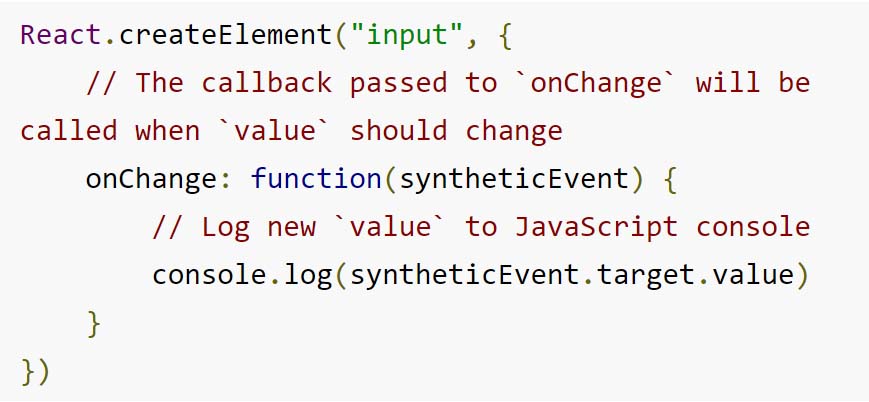 React.createElement("input", {
    // The callback passed to `onChange` will be
called when `value` should change
    onChange: function(syntheticEvent) {
        // Log new `value` to JavaScript console
        console.log(syntheticEvent.target.value)
    }
})